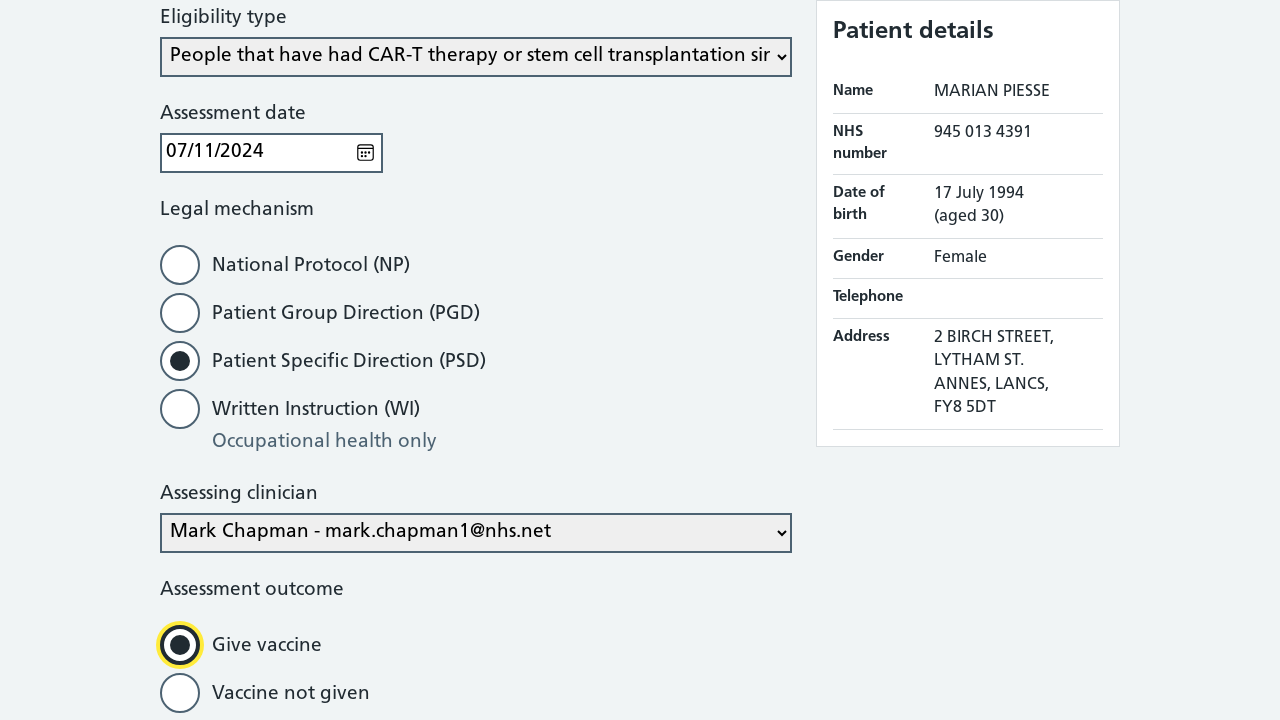 Eligibility type
People that have had CAR-T therapy or stem cell transplantation sir
Assessment date
07/11/2024
Legal mechanism
National Protocol (NP)
Patient Group Direction (PGD)
Patient Specific Direction (PSD)
Written Instruction (WI)
Occupational health only
Assessing clinician
Mark Chapman - mark.chapman1@nhs.net
Assessment outcome
Give vaccine
Vaccine not given
Patient details
Name MARIAN PIESSE
NHS number 945 013 4391
Date of birth 17 July 1994
(aged 30)
Gender Female
Telephone
Address 2 BIRCH STREET,
LYTHAM ST.
ANNES, LANCS,
FY8 5DT